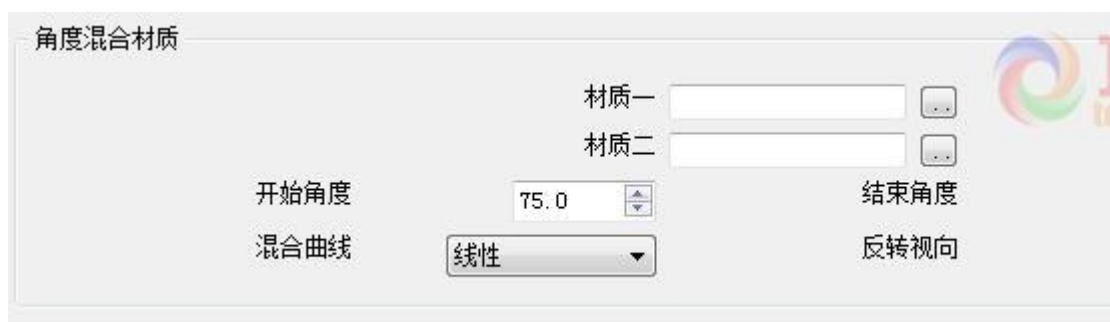 角度混合材质
材质一 ..
材质二 ..
开始角度 75.0 结束角度
混合曲线 线性 反转视向